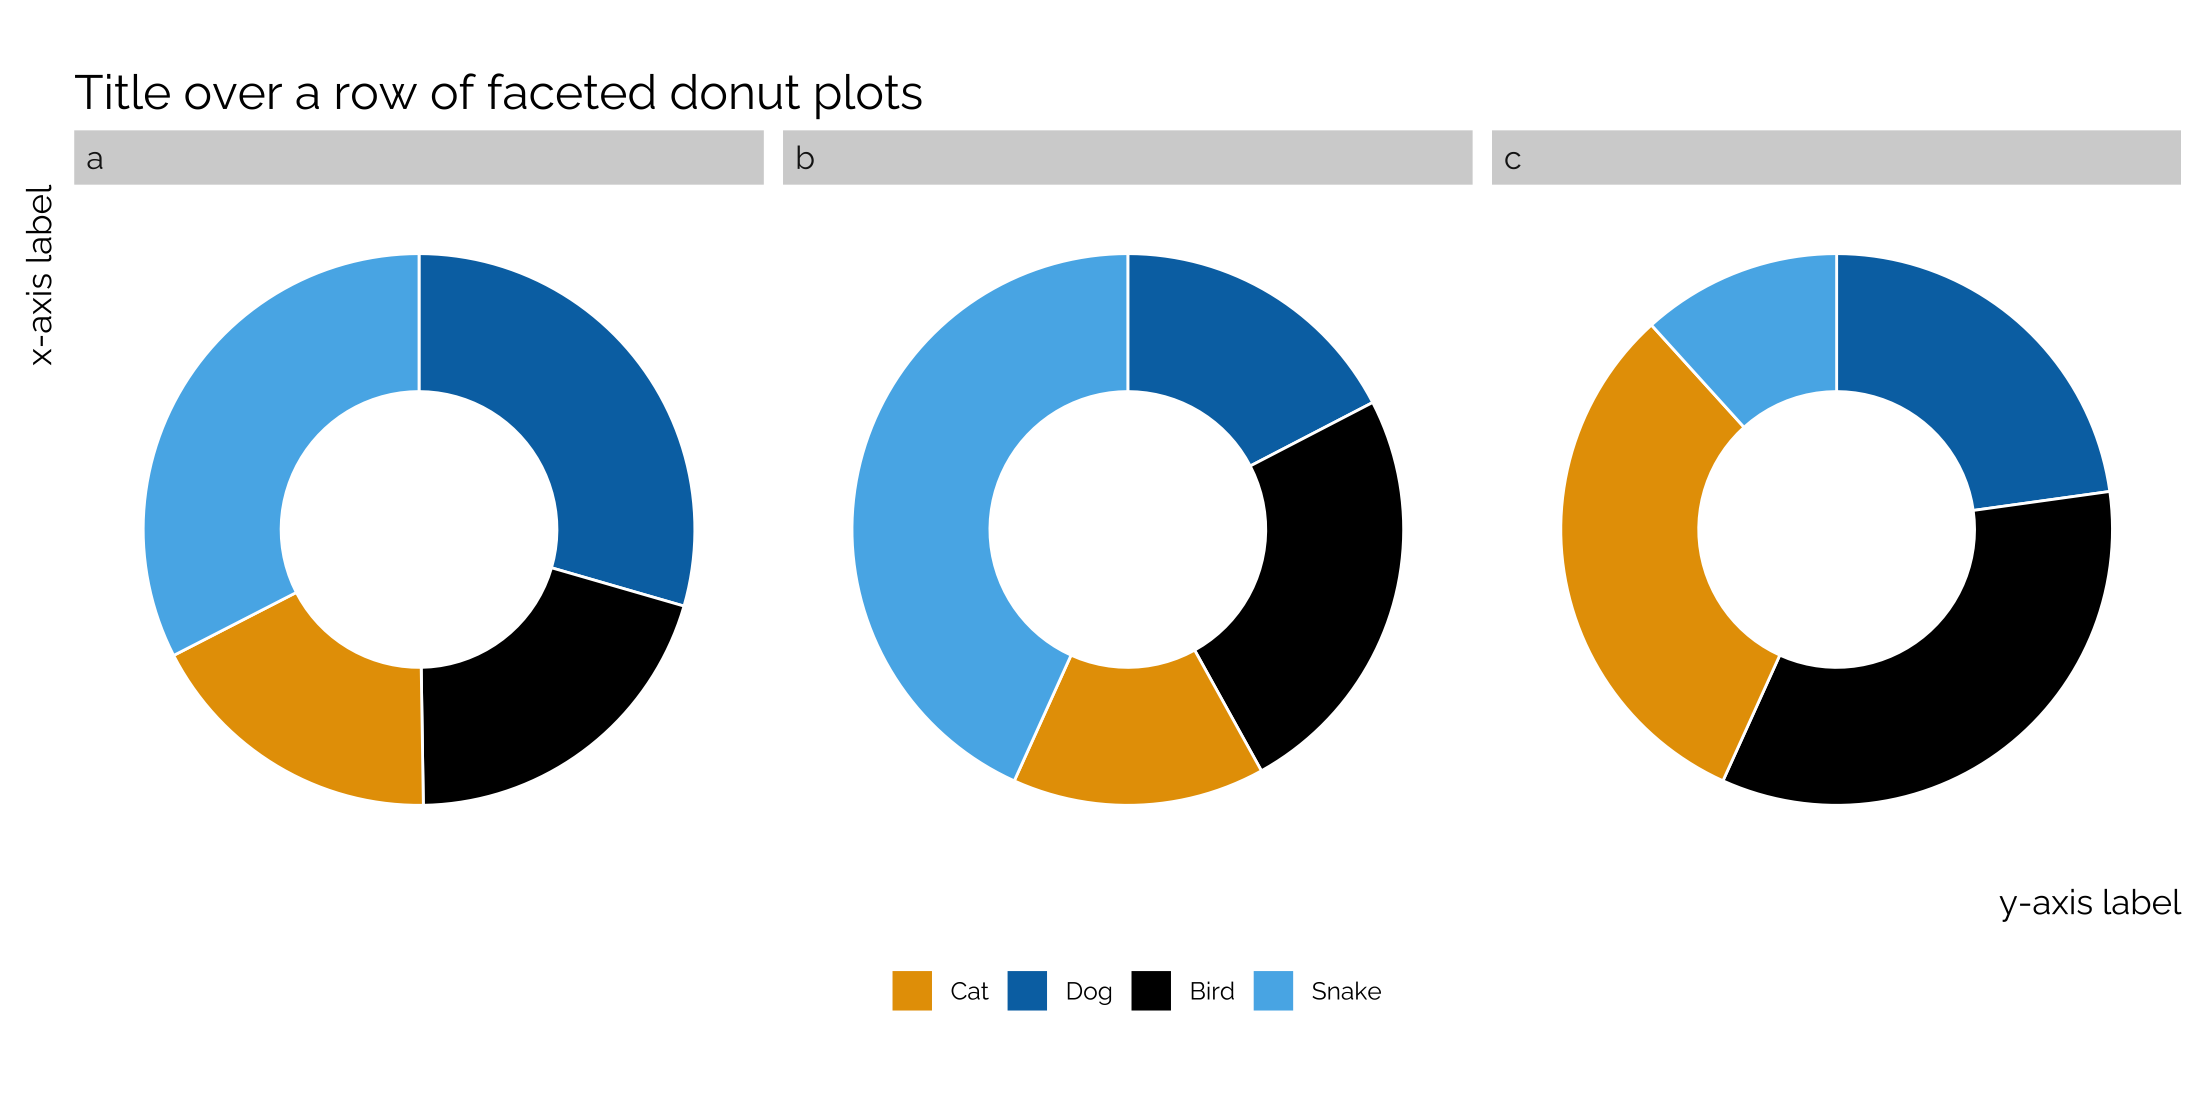 Title over a row of faceted donut plots
a
b
c
x-axis label
y-axis label
Cat
Dog
Bird
Snake